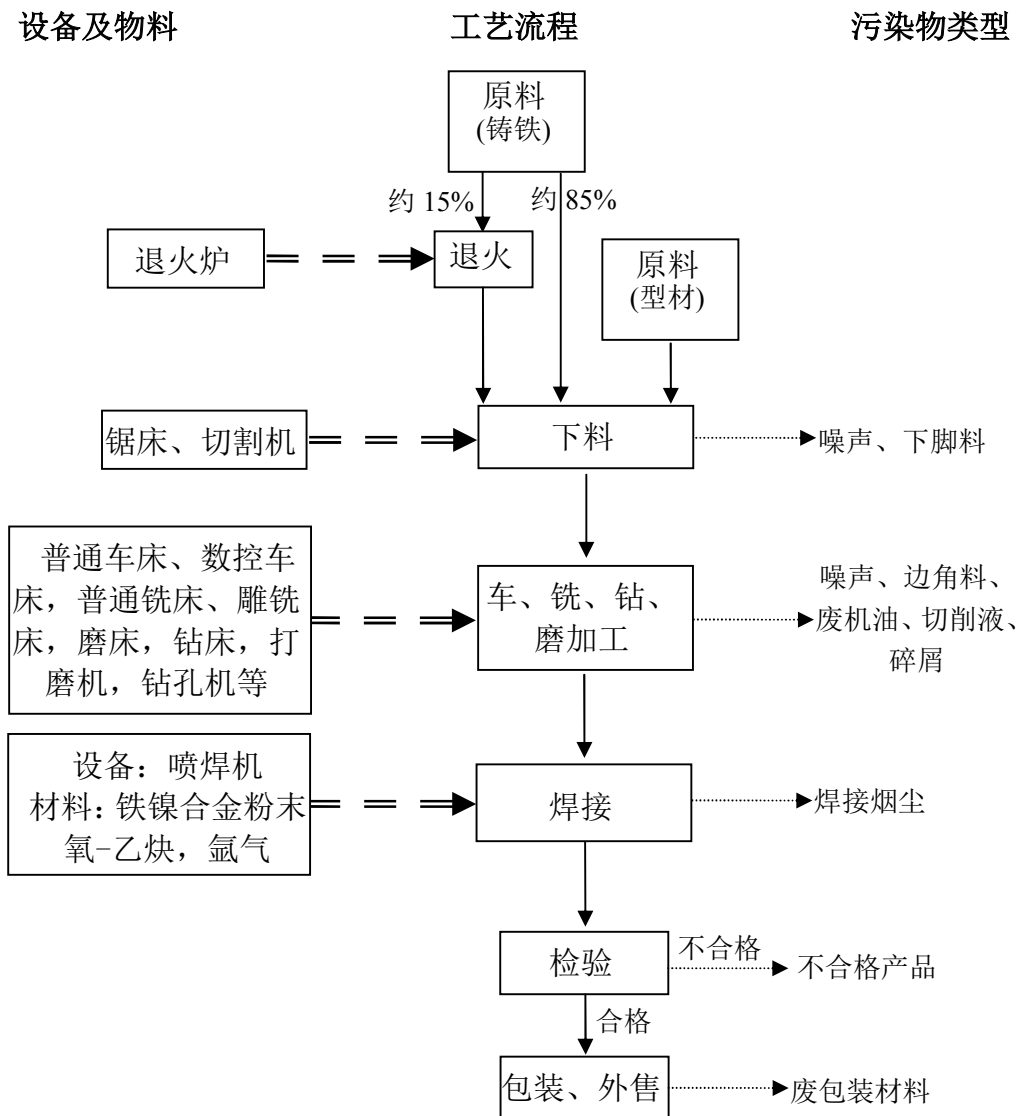 设备及物料
工艺流程
污染物类型
原料
(铸铁)
约 15%
约 85%
退火炉
退火
原料
(型材)
锯床、切割机
下料
噪声、下脚料
普通车床、数控车
床，普通铣床、雕铣
床，磨床，钻床，打
磨机，钻孔机等
车、铣、钻、
磨加工
噪声、边角料、
废机油、切削液、
碎屑
设备：喷焊机
材料：铁镍合金粉末
氧-乙炔，氩气
焊接
焊接烟尘
检验
不合格
不合格产品
合格
包装、外售
废包装材料